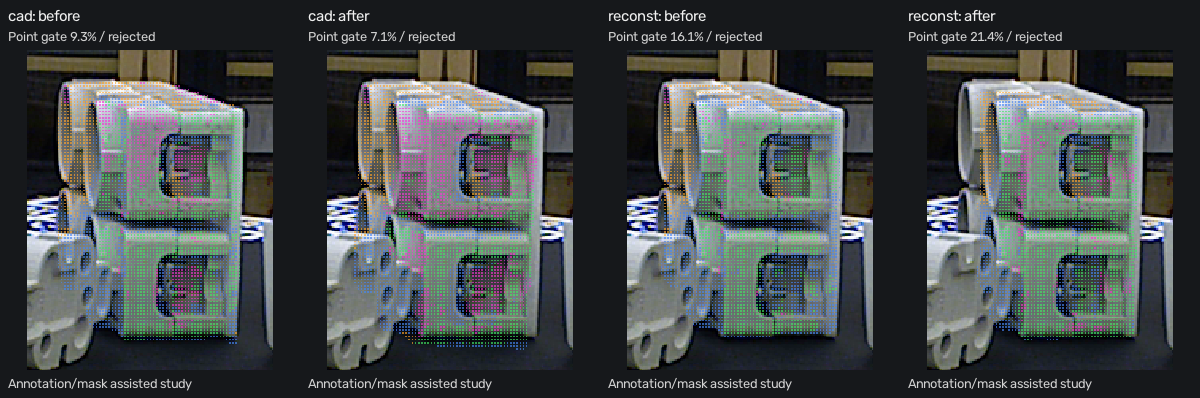 cad: before
Point gate 9.3% / rejected
Annotation/mask assisted study
cad: after
Point gate 7.1% / rejected
Annotation/mask assisted study
reconst: before
Point gate 16.1% / rejected
Annotation/mask assisted study
reconst: after
Point gate 21.4% / rejected
Annotation/mask assisted study